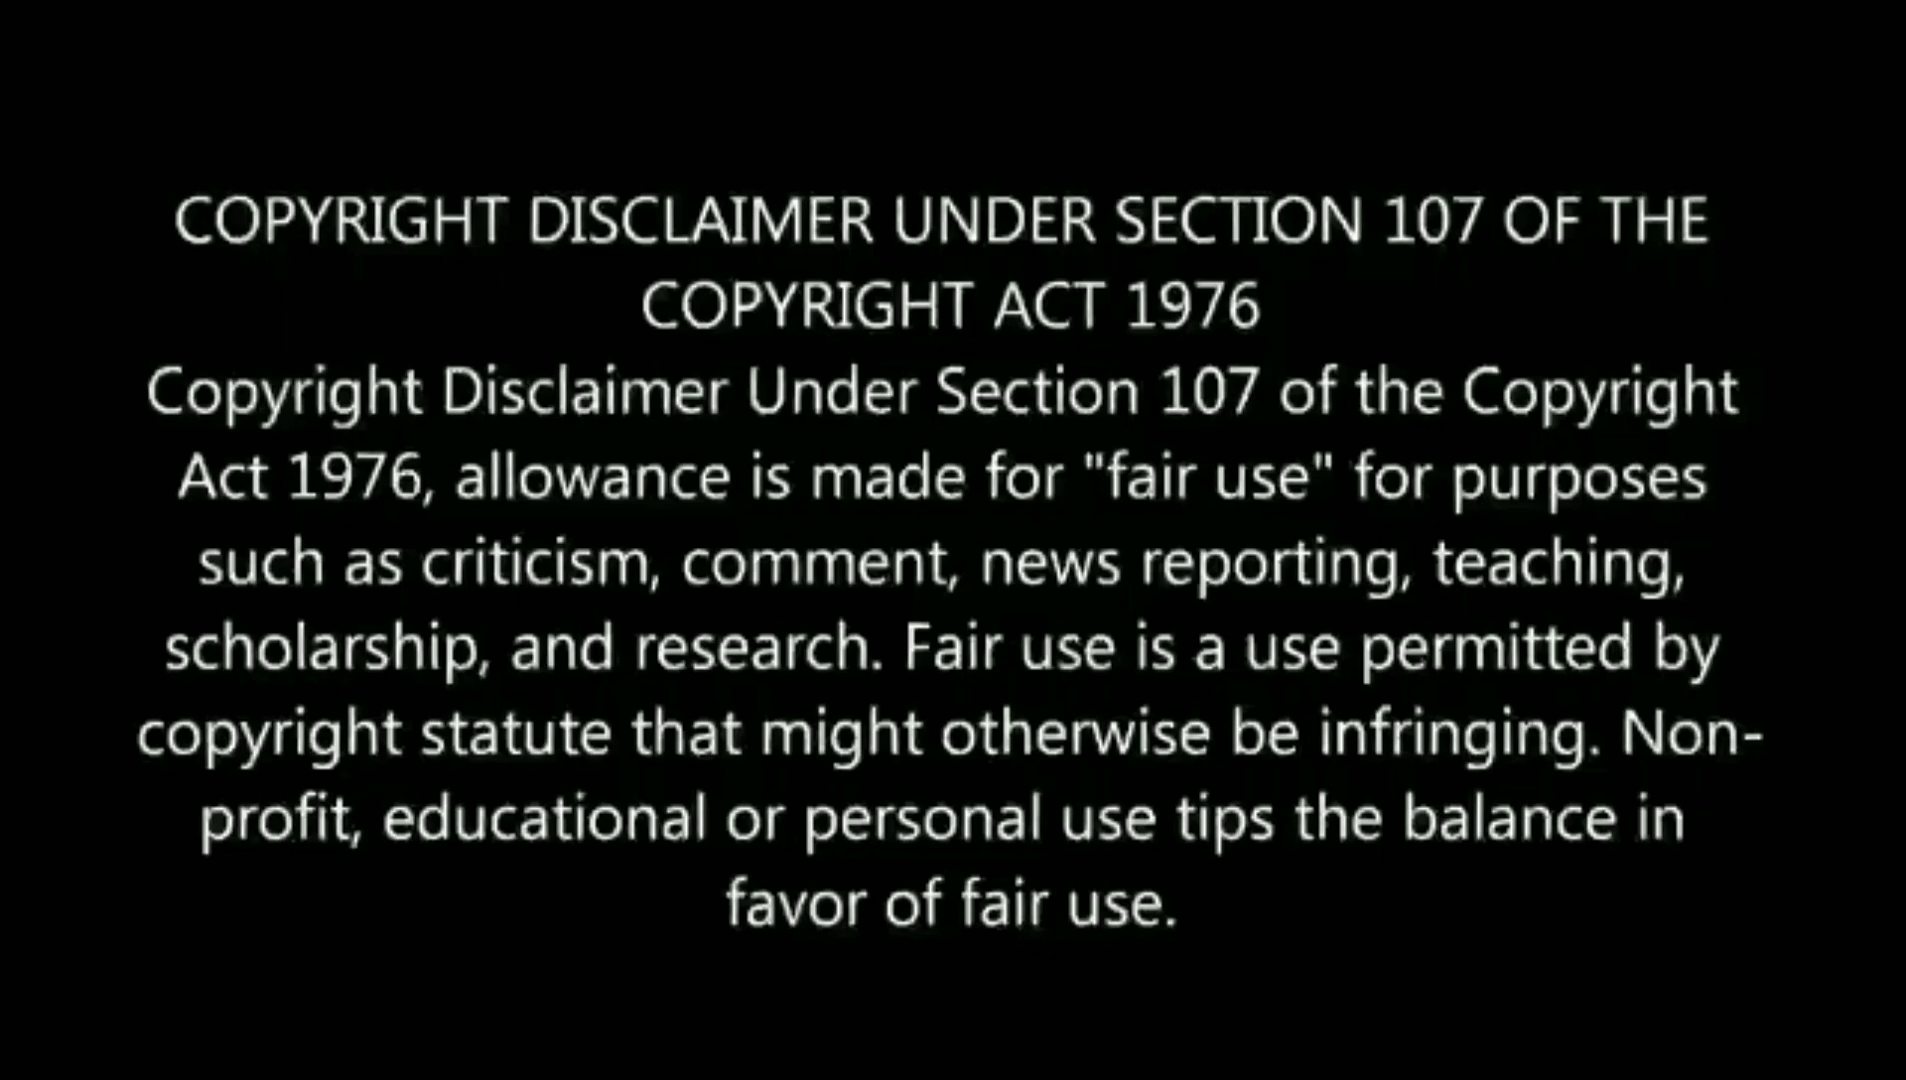 COPYRIGHT DISCLAIMER UNDER SECTION 107 OF THE
COPYRIGHT ACT 1976
Copyright Disclaimer Under Section 107 of the Copyright
Act 1976, allowance is made for "fair use" for purposes
such as criticism, comment, news reporting, teaching,
scholarship, and research. Fair use is a use permitted by
copyright statute that might otherwise be infringing. Non-
profit, educational or personal use tips the balance in
favor of fair use.